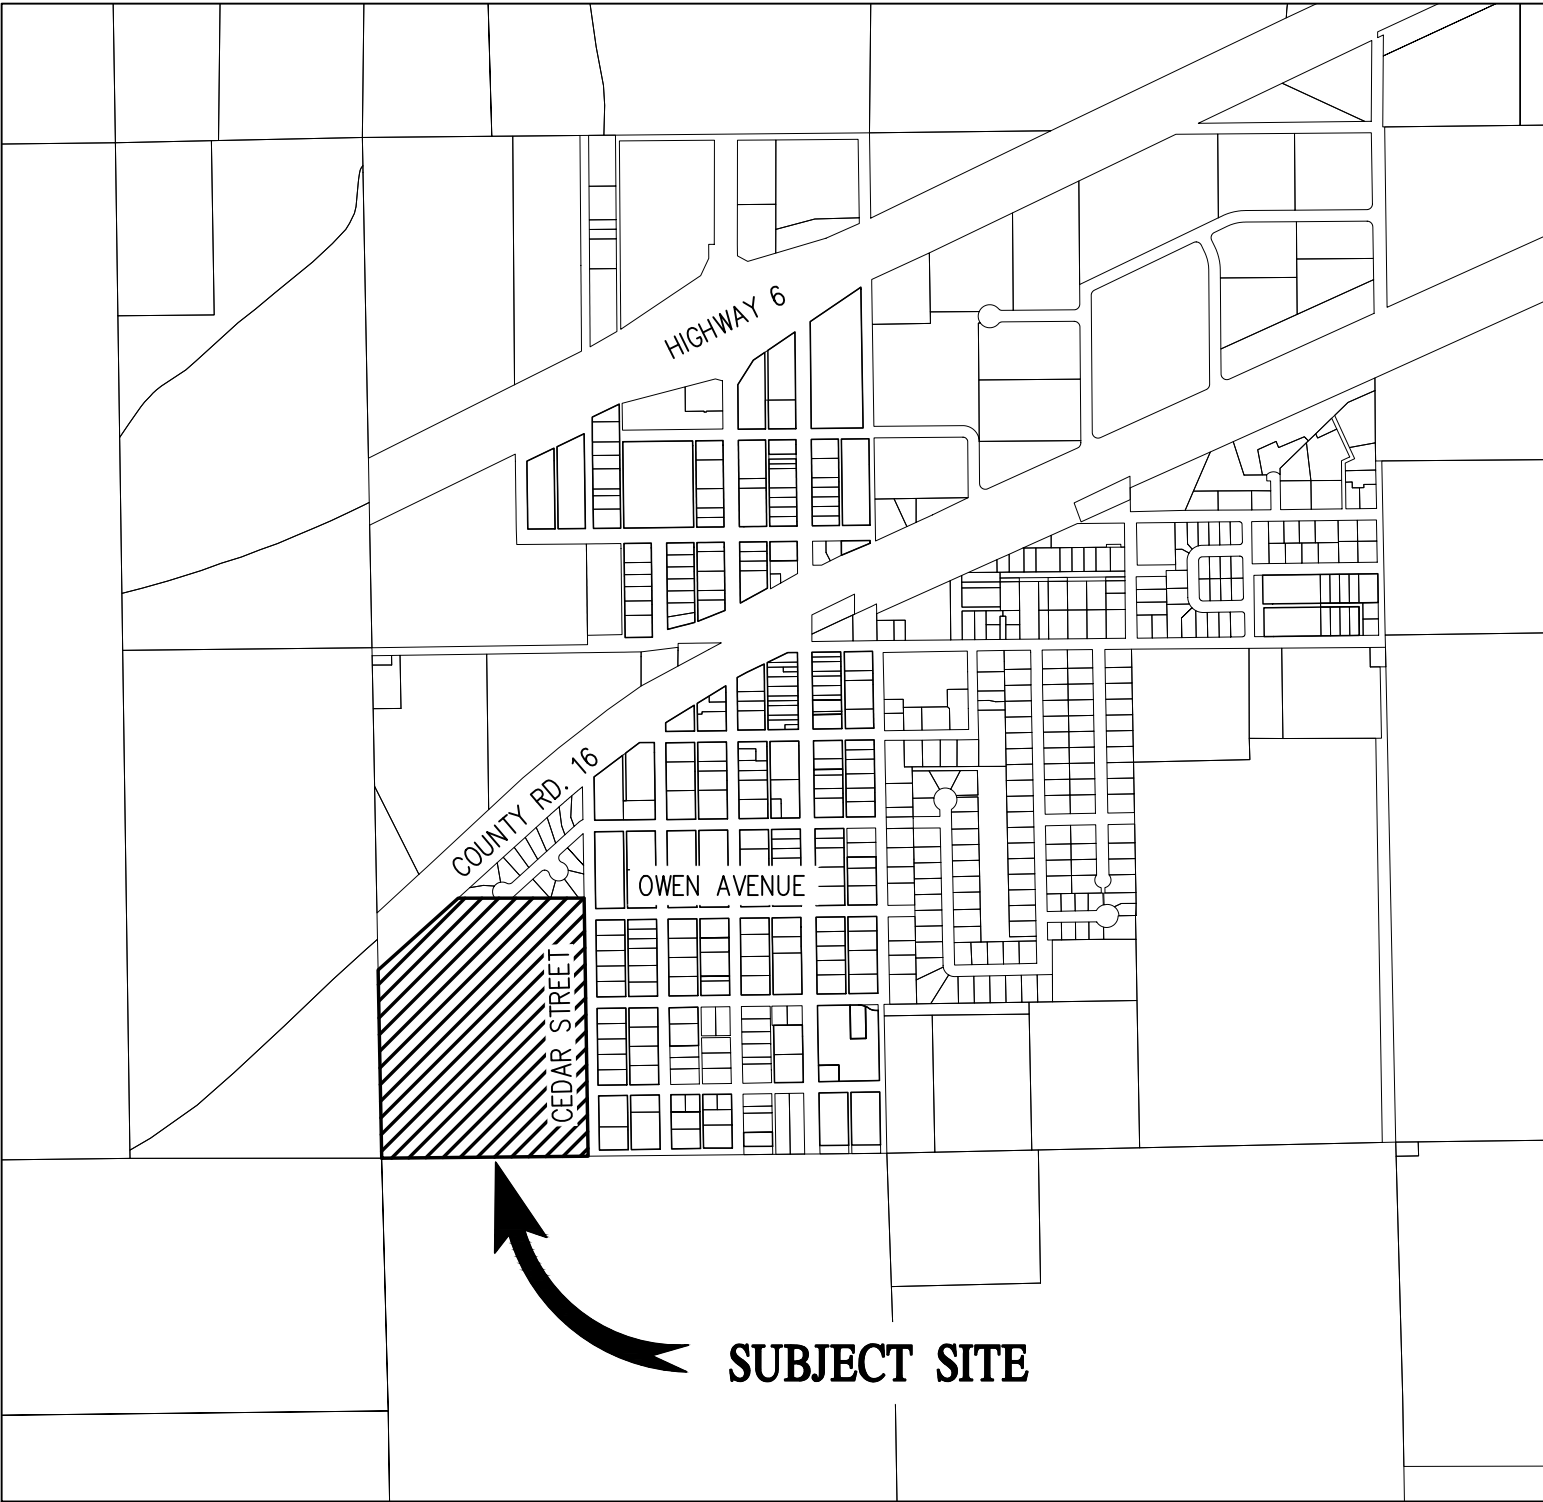 HIGHWAY 6
COUNTY RD. 16
OWEN AVENUE
CEDAR STREET
SUBJECT SITE